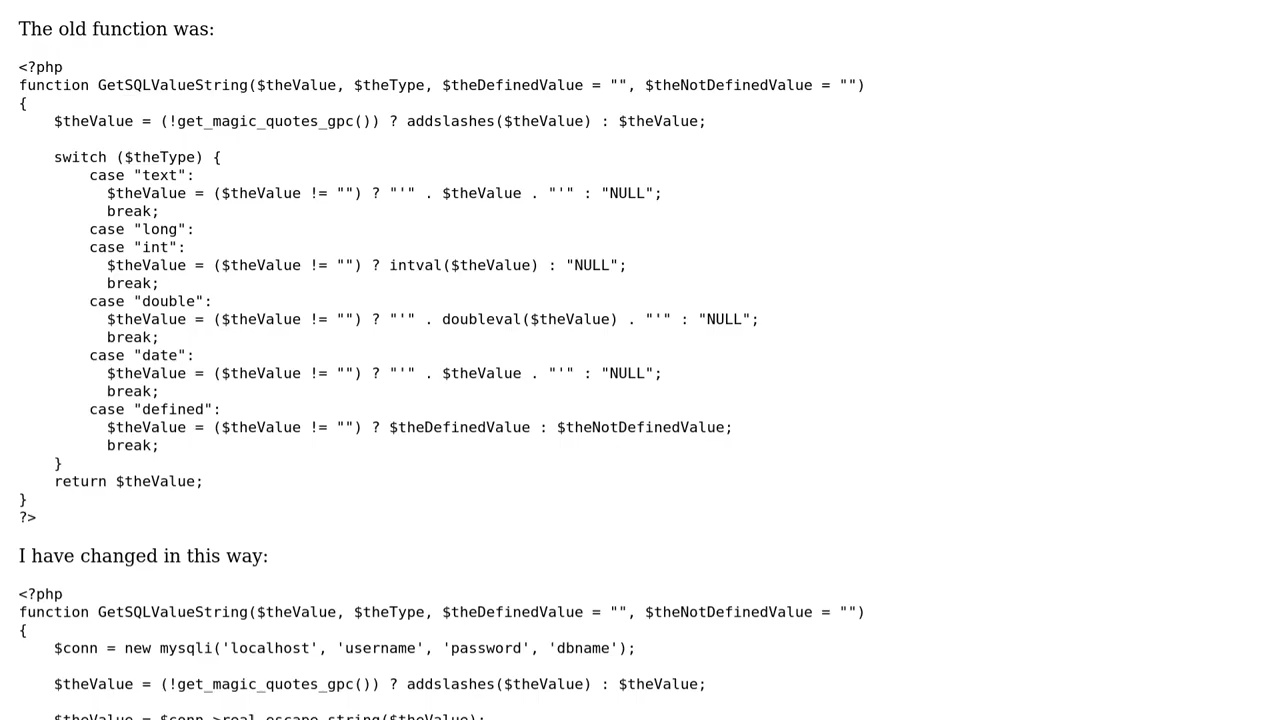 The old function was:
<?php
function GetSQLValueString($theValue, $theType, $theDefinedValue = "", $theNotDefinedValue = "")
{
    $theValue = (!get_magic_quotes_gpc()) ? addslashes($theValue) : $theValue;

    switch ($theType) {
        case "text":
          $theValue = ($theValue != "") ? "'" . $theValue . "'" : "NULL";
          break;
        case "long":
        case "int":
          $theValue = ($theValue != "") ? intval($theValue) : "NULL";
          break;
        case "double":
          $theValue = ($theValue != "") ? "'" . doubleval($theValue) . "'" : "NULL";
          break;
        case "date":
          $theValue = ($theValue != "") ? "'" . $theValue . "'" : "NULL";
          break;
        case "defined":
          $theValue = ($theValue != "") ? $theDefinedValue : $theNotDefinedValue;
          break;
    }
    return $theValue;
}
?>
I have changed in this way:
<?php
function GetSQLValueString($theValue, $theType, $theDefinedValue = "", $theNotDefinedValue = "")
{
    $conn = new mysqli('localhost', 'username', 'password', 'dbname');

    $theValue = (!get_magic_quotes_gpc()) ? addslashes($theValue) : $theValue;

    $theValue = $conn->real_escape_string($theValue);